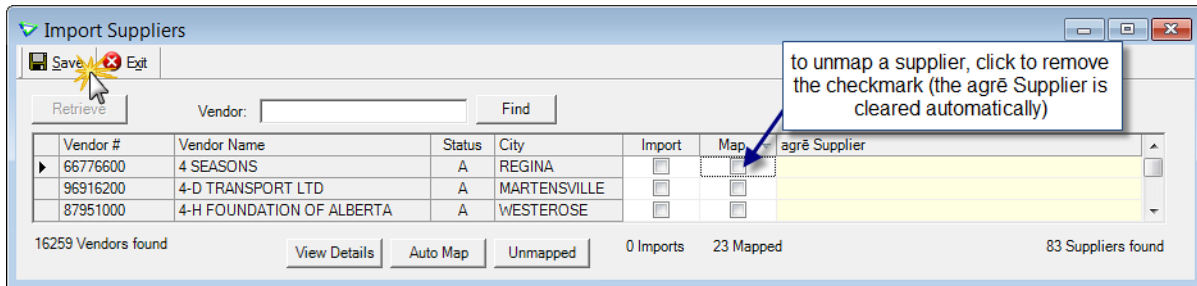 Import Suppliers
Save Exit
to unmap a supplier, click to remove
the checkmark (the agrē Supplier is
cleared automatically)
Retrieve Vendor: Find
Vendor # Vendor Name Status City Import Map agrē Supplier
66776600 4 SEASONS A REGINA
96916200 4-D TRANSPORT LTD A MARTENSVILLE
87951000 4-H FOUNDATION OF ALBERTA A WESTEROSE
16259 Vendors found View Details Auto Map Unmapped 0 Imports 23 Mapped 83 Suppliers found